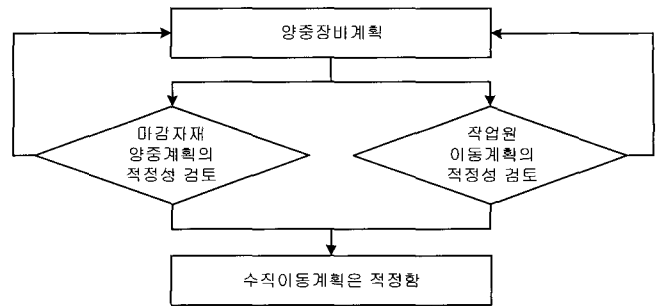 양중장비계획
마감자재
양중계획의
적정성 검토
작업원
이동계획의
적정성 검토
수직이동계획은 적정함